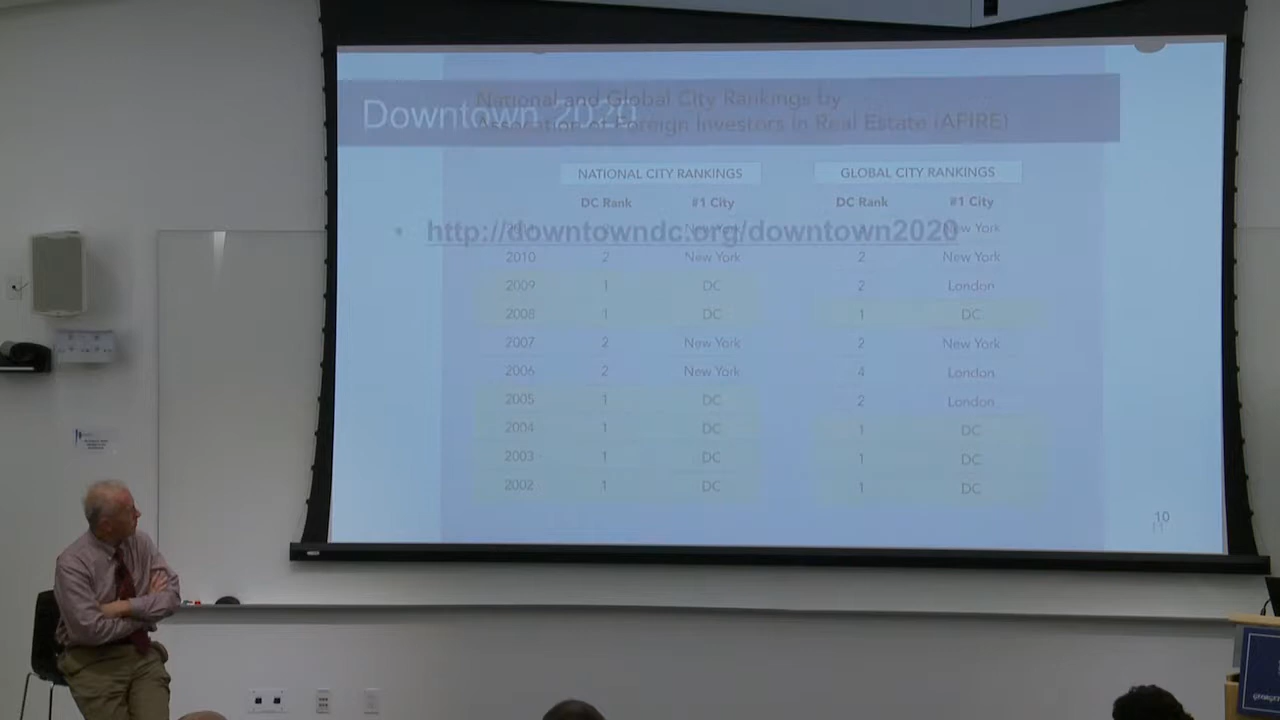 National and Global City Rankings by
Downtown 2020
Association of Foreign Investors in Real Estate (AFIRE)
NATIONAL CITY RANKINGS GLOBAL CITY RANKINGS
DC Rank #1 City DC Rank #1 City
New York New York
• http://downtowndc.org/downtown2020
2010 2 New York 2 New York
2009 1 DC 2 London
2008 1 DC 1 DC
2007 2 New York 2 New York
2006 2 New York 4 London
2005 1 DC 2 London
2004 1 DC 1 DC
2003 1 DC 1 DC
2002 1 DC 1 DC
10